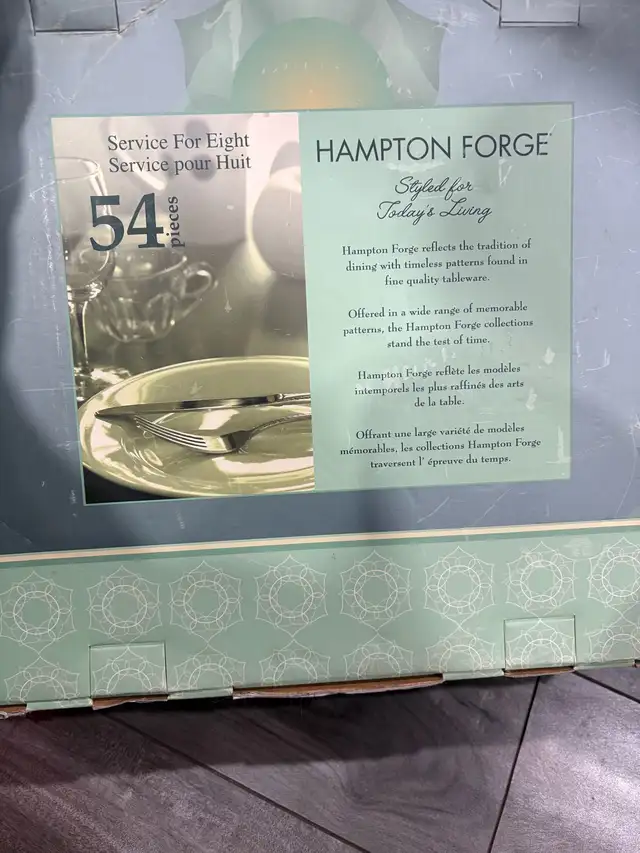 Service For Eight
Service pour Huit
54 pieces
HAMPTON FORGE
Styled for
Today's Living
Hampton Forge reflects the tradition of
dining with timeless patterns found in
fine quality tableware.
Offered in a wide range of memorable
patterns, the Hampton Forge collections
stand the test of time.
Hampton Forge reflète les modèles
intemporels les plus raffinés des arts
de la table.
Offrant une large variété de modèles
mémorables, les collections Hampton Forge
traversent l' épreuve du temps.